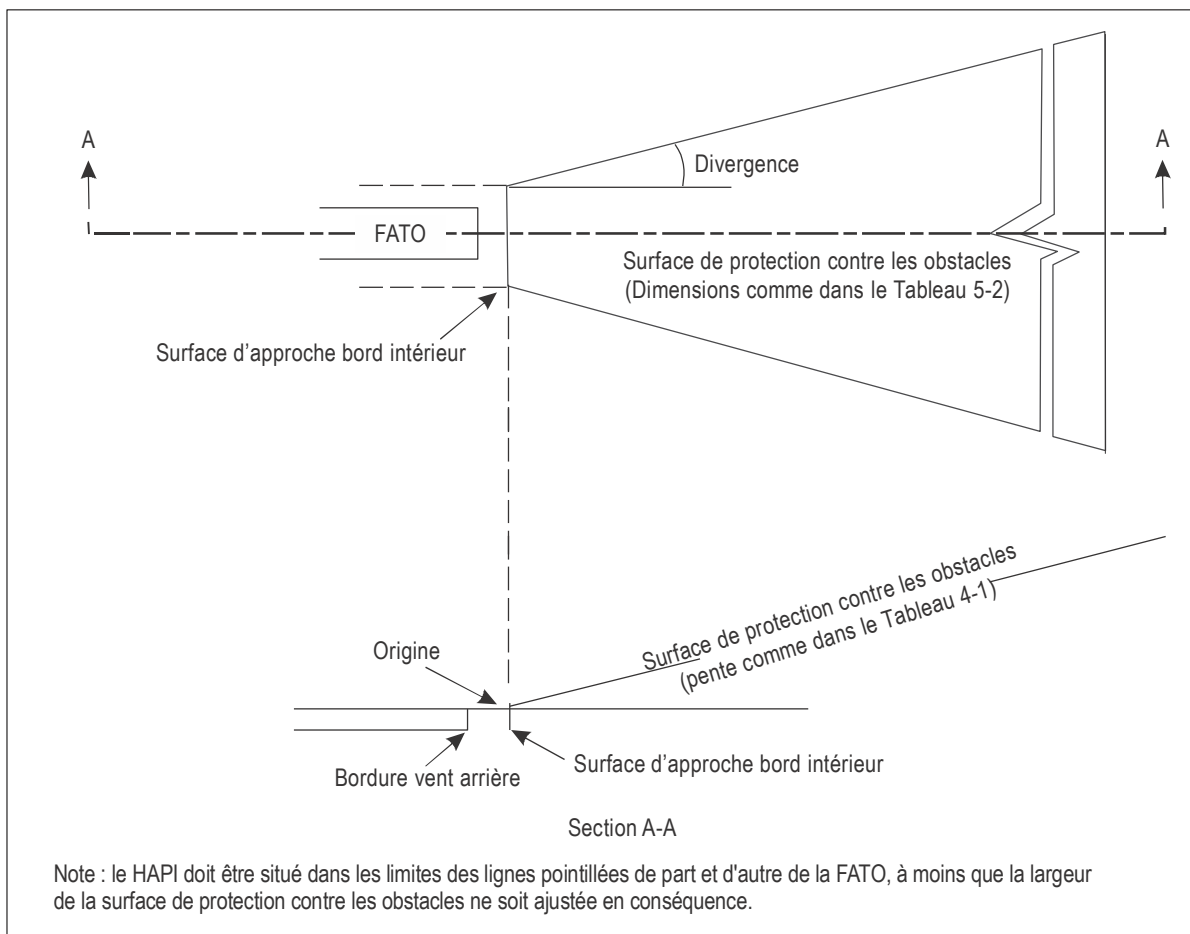 A
A
Divergence
FATO
Surface de protection contre les obstacles
(Dimensions comme dans le Tableau 5-2)
Surface d'approche bord intérieur
Surface de protection contre les obstacles
(pente comme dans le Tableau 4-1)
Origine
Bordure vent arrière
Surface d'approche bord intérieur
Section A-A
Note : le HAPI doit être situé dans les limites des lignes pointillées de part et d'autre de la FATO, à moins que la largeur
de la surface de protection contre les obstacles ne soit ajustée en conséquence.